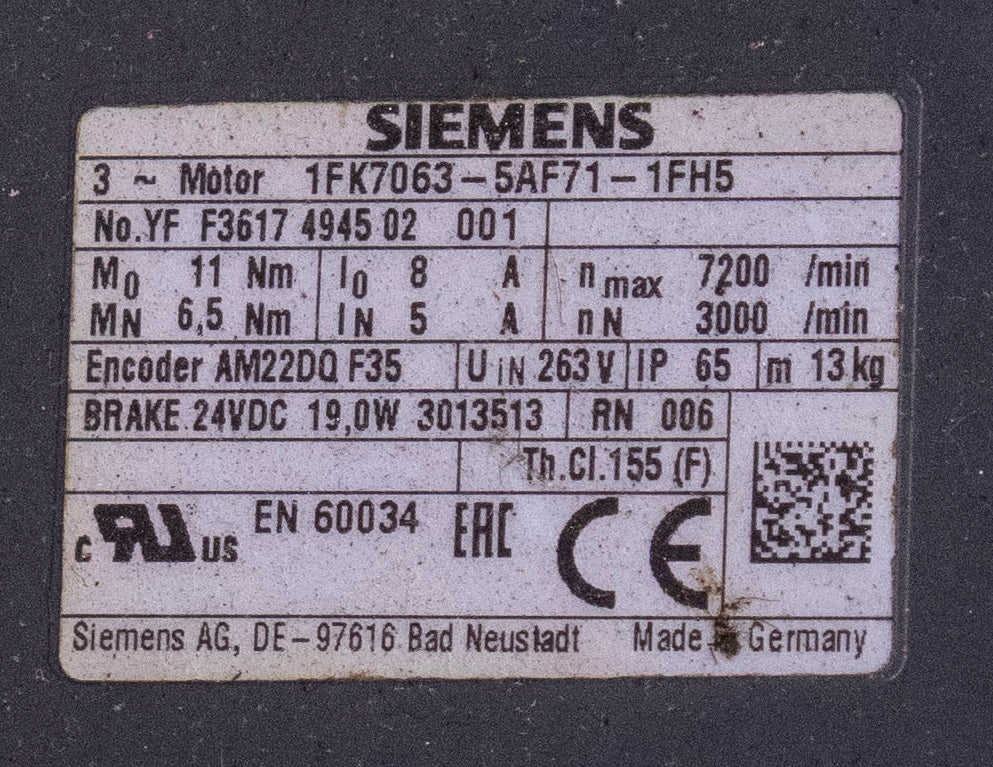 SIEMENS
3 ~ Motor 1FK7063-5AF71-1FH5
No.YF F3617 4945 02 001
M0 11 Nm I0 8 A n max 7200 /min
MN 6,5 Nm IN 5 A nN 3000 /min
Encoder AM22DQ F35 UIN 263 V IP 65 m 13 kg
BRAKE 24VDC 19,0W 3013513 RN 006
Th.Cl.155 (F)
c RU US EN 60034 EAC CE
Siemens AG, DE-97616 Bad Neustadt Made in Germany